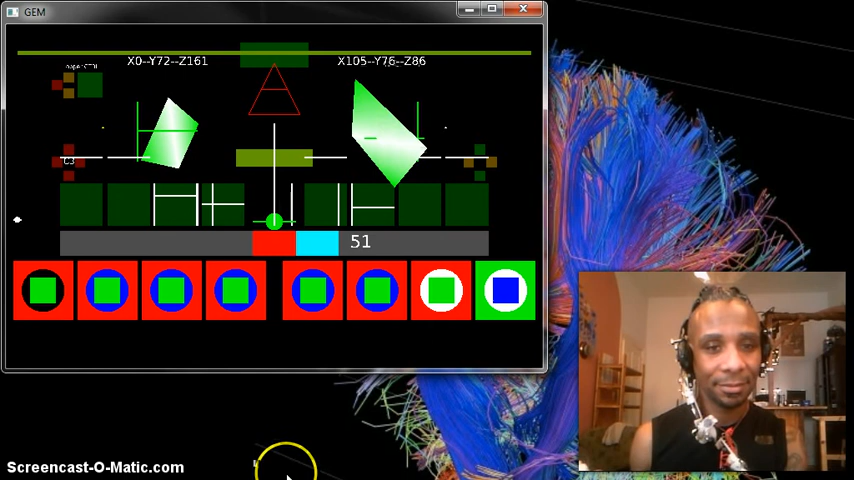 GEM
X0--Y72--Z161
X105--Y76--Z86
C3
51
Screencast-O-Matic.com